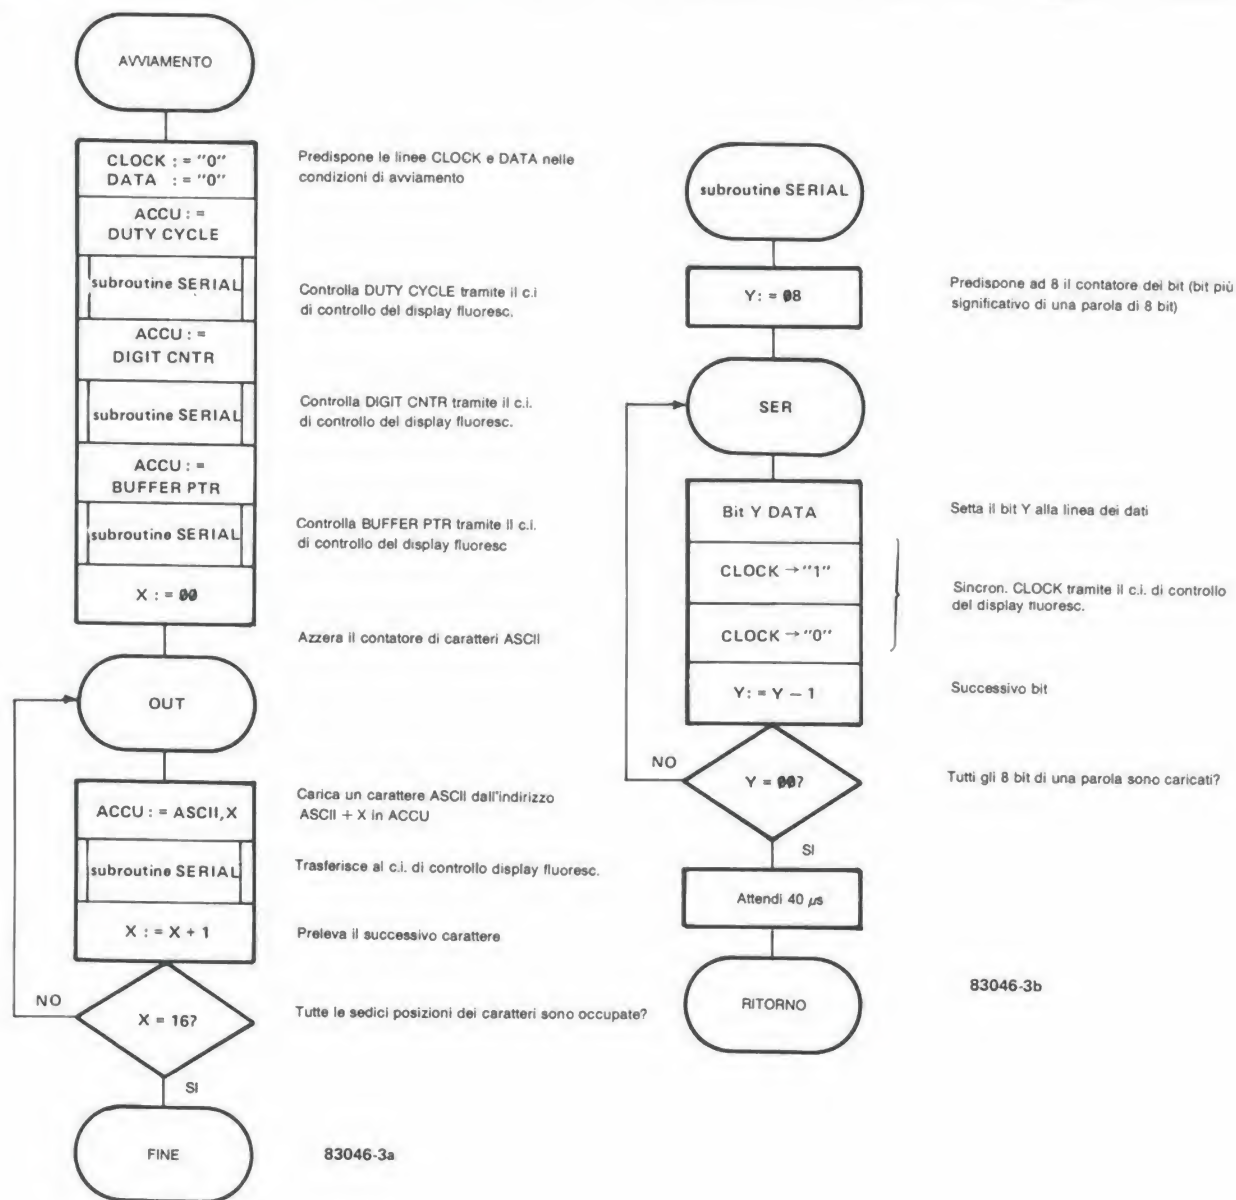 AVVIAMENTO
CLOCK := "0"
DATA := "0"
Predispone le linee CLOCK e DATA nelle
condizioni di avviamento
ACCU :=
DUTY CYCLE
subroutine SERIAL
Controlla DUTY CYCLE tramite il c.i
di controllo del display fluoresc.
ACCU :=
DIGIT CNTR
subroutine SERIAL
Controlla DIGIT CNTR tramite il c.i.
di controllo del display fluoresc.
ACCU :=
BUFFER PTR
subroutine SERIAL
Controlla BUFFER PTR tramite il c.i.
di controllo del display fluoresc
X := 00
Azzera il contatore di caratteri ASCII
OUT
ACCU := ASCII,X
Carica un carattere ASCII dall'indirizzo
ASCII + X in ACCU
subroutine SERIAL
Trasferisce al c.i. di controllo display fluoresc.
X := X + 1
Preleva il successivo carattere
NO
X = 16?
Tutte le sedici posizioni dei caratteri sono occupate?
SI
FINE
83046-3a
subroutine SERIAL
Y: = 08
Predispone ad 8 il contatore dei bit (bit più
significativo di una parola di 8 bit)
SER
Bit Y DATA
Setta il bit Y alla linea dei dati
CLOCK → "1"
CLOCK → "0"
Sincron. CLOCK tramite il c.i. di controllo
del display fluoresc.
Y: = Y – 1
Successivo bit
NO
Y = 00?
Tutti gli 8 bit di una parola sono caricati?
SI
Attendi 40 μs
RITORNO
83046-3b